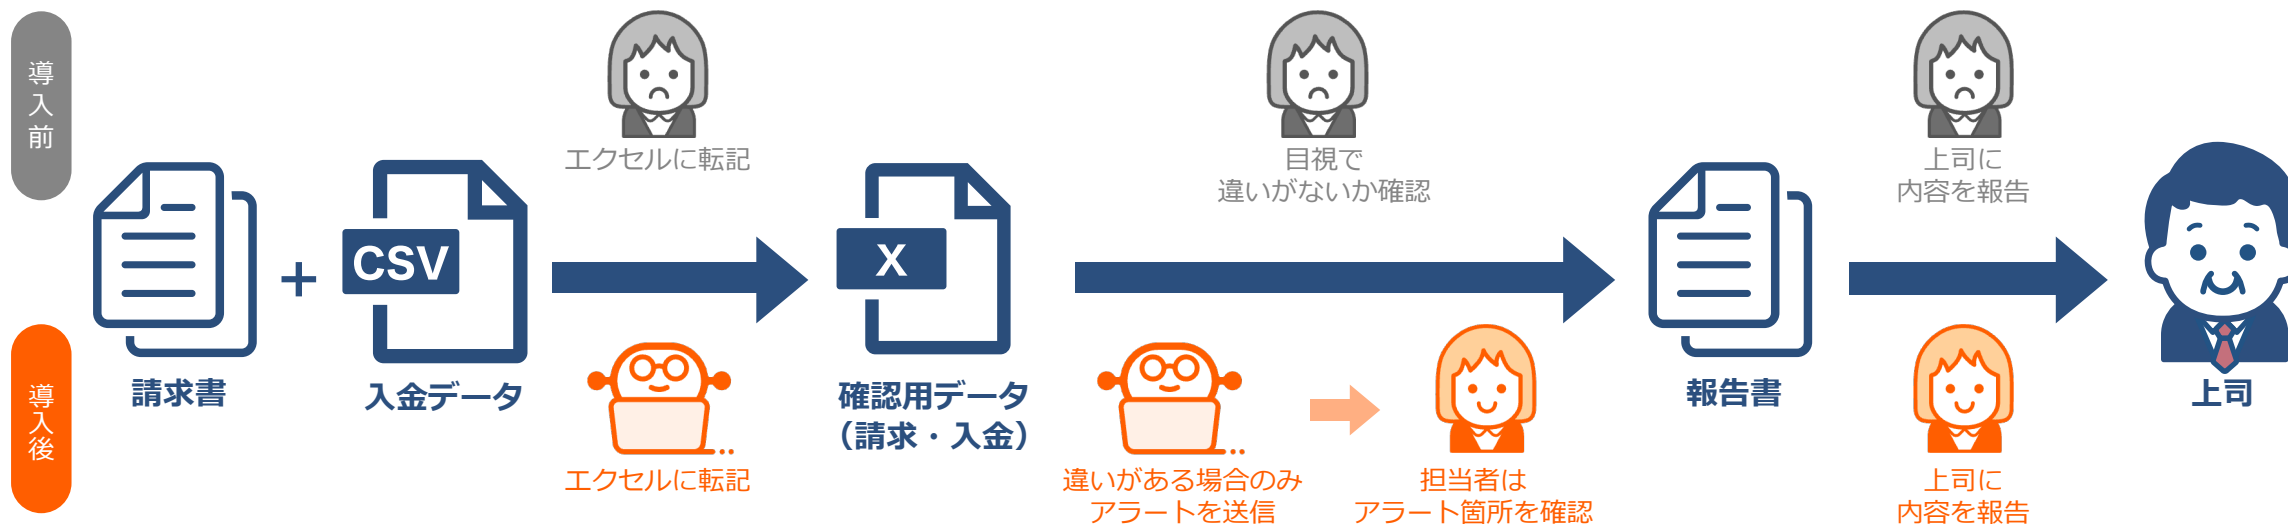 導入前
エクセルに転記
目視で
違いがないか確認
上司に
内容を報告
請求書
+
CSV
入金データ
X
確認用データ
（請求・入金）
報告書
上司
導入後
エクセルに転記
違いがある場合のみ
アラートを送信
担当者は
アラート箇所を確認
上司に
内容を報告